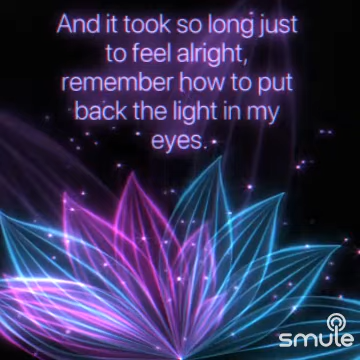 And it took so long just
to feel alright,
remember how to put
back the light in my
eyes.
smule